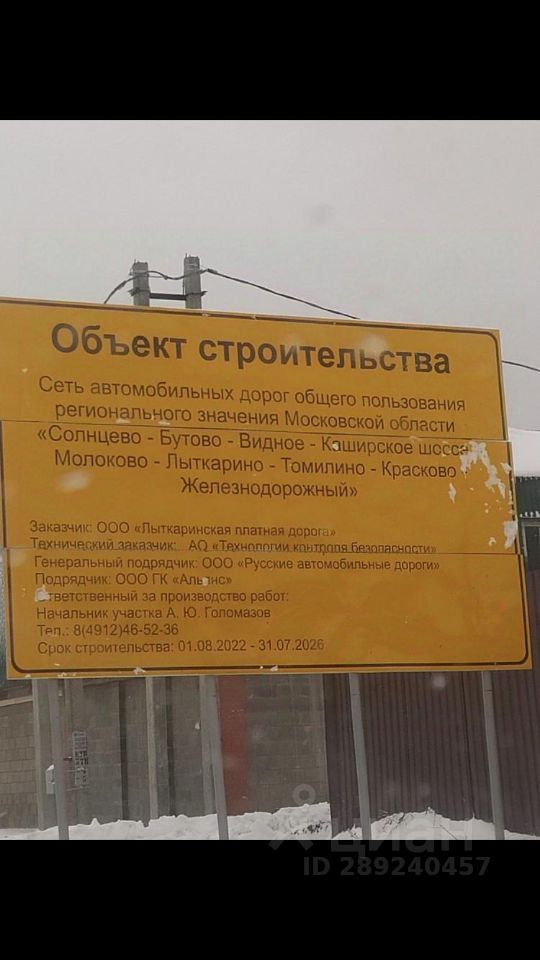 Объект строительства
Сеть автомобильных дорог общего пользования
регионального значения Московской области
«Солнцево - Бутово - Видное - Каширское шоссе
Молоково - Лыткарино - Томилино - Красково
Железнодорожный»
Заказчик: ООО «Лыткаринская платная дорога»
Технический заказчик: АО «Технологии контроля безопасности»
Генеральный подрядчик: ООО «Русские автомобильные дороги»
Подрядчик: ООО ГК «Альянс»
Ответственный за производство работ:
Начальник участка А. Ю. Голомазов
Тел.: 8(4912)46-52-36
Срок строительства: 01.08.2022 - 31.07.2026
циан
ID 289240457